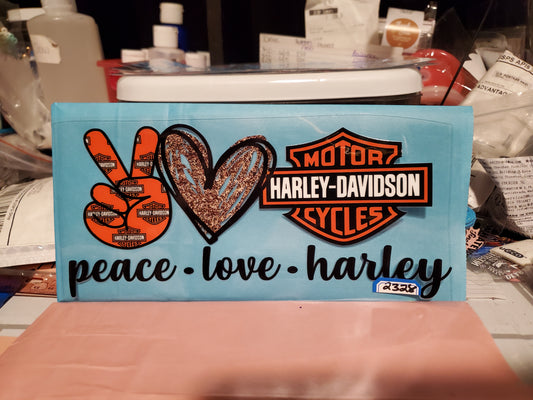 MOTOR
HARLEY-DAVIDSON
CYCLES
peace • love • harley
2328